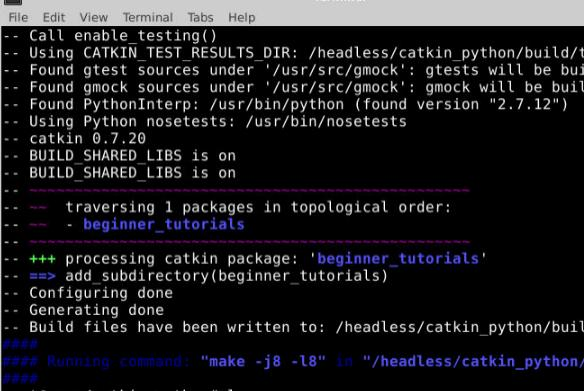 File Edit View Terminal Tabs Help
-- Call enable_testing()
-- Using CATKIN_TEST_RESULTS_DIR: /headless/catkin_python/build/t
-- Found gtest sources under '/usr/src/gmock': gtests will be bui
-- Found gmock sources under '/usr/src/gmock': gmock will be buil
-- Found PythonInterp: /usr/bin/python (found version "2.7.12")
-- Using Python nosetests: /usr/bin/nosetests
-- catkin 0.7.20
-- BUILD_SHARED_LIBS is on
-- BUILD_SHARED_LIBS is on
-- ~~~~~~~~~~~~~~~~~~~~~~~~~~~~~~~~~~~~~~~~~~~~~~~~~
-- ~~  traversing 1 packages in topological order:
-- ~~  - beginner_tutorials
-- ~~~~~~~~~~~~~~~~~~~~~~~~~~~~~~~~~~~~~~~~~~~~~~~~~
-- +++ processing catkin package: 'beginner_tutorials'
-- ==> add_subdirectory(beginner_tutorials)
-- Configuring done
-- Generating done
-- Build files have been written to: /headless/catkin_python/buil
####
#### Running command: "make -j8 -l8" in "/headless/catkin_python/
####